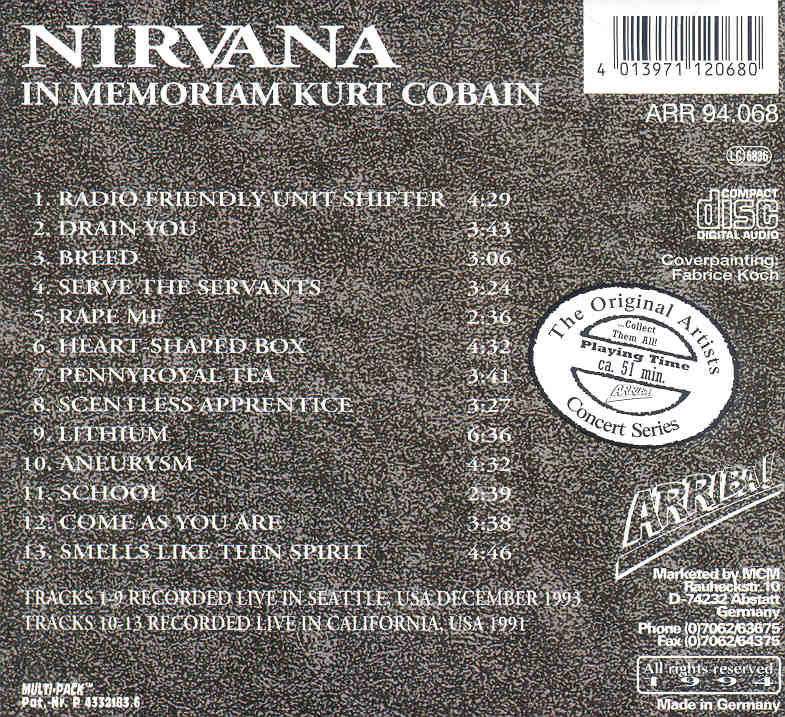 NIRVANA
IN MEMORIAM KURT COBAIN
4 013971 120680
ARR 94.068
LC 6836
COMPACT
disc
DIGITAL AUDIO
Coverpainting:
Fabrice Koch
1. RADIO FRIENDLY UNIT SHIFTER 4:29
2. DRAIN YOU 3:43
3. BREED 3:06
4. SERVE THE SERVANTS 3:24
5. RAPE ME 2:36
6. HEART-SHAPED BOX 4:32
7. PENNYROYAL TEA 3:41
8. SCENTLESS APPRENTICE 3:27
9. LITHIUM 6:36
10. ANEURYSM 4:32
11. SCHOOL 2:39
12. COME AS YOU ARE 3:38
13. SMELLS LIKE TEEN SPIRIT 4:46
The Original Artists
...Collect
Them All!
Playing Time
ca. 51 min.
ARRIBA!
Concert Series
ARRIBA!
TRACKS 1-9 RECORDED LIVE IN SEATTLE, USA DECEMBER 1993
TRACKS 10-13 RECORDED LIVE IN CALIFORNIA, USA 1991
Marketed by MCM
Rauheckstr. 10
D-74232 Abstatt
Germany
Phone (0)7062/63675
Fax (0)7062/64375
All rights reserved
1994
Made in Germany
MULTI-PACK™
Pat.-Nr. P 4332183.6